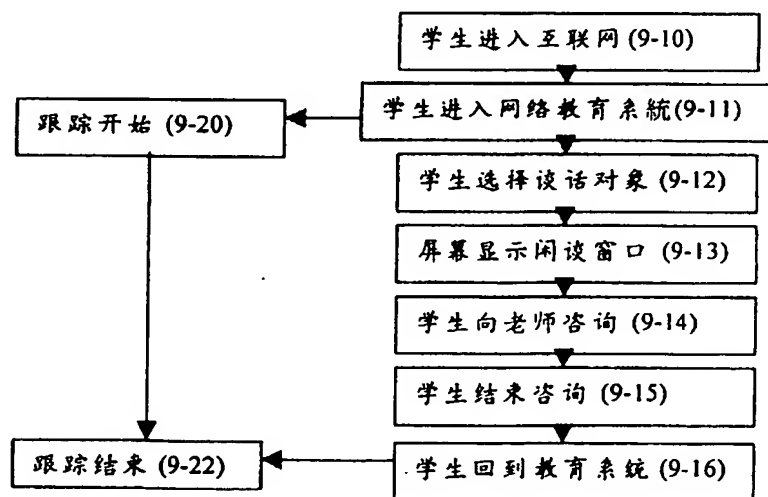 学生进入互联网 (9-10)
学生进入网络教育系統(9-11)
跟踪开始 (9-20)
学生选择谈话对象 (9-12)
屏幕显示闲谈窗口 (9-13)
学生向老师咨询 (9-14)
学生结束咨询 (9-15)
跟踪结束 (9-22)
学生回到教育系统 (9-16)